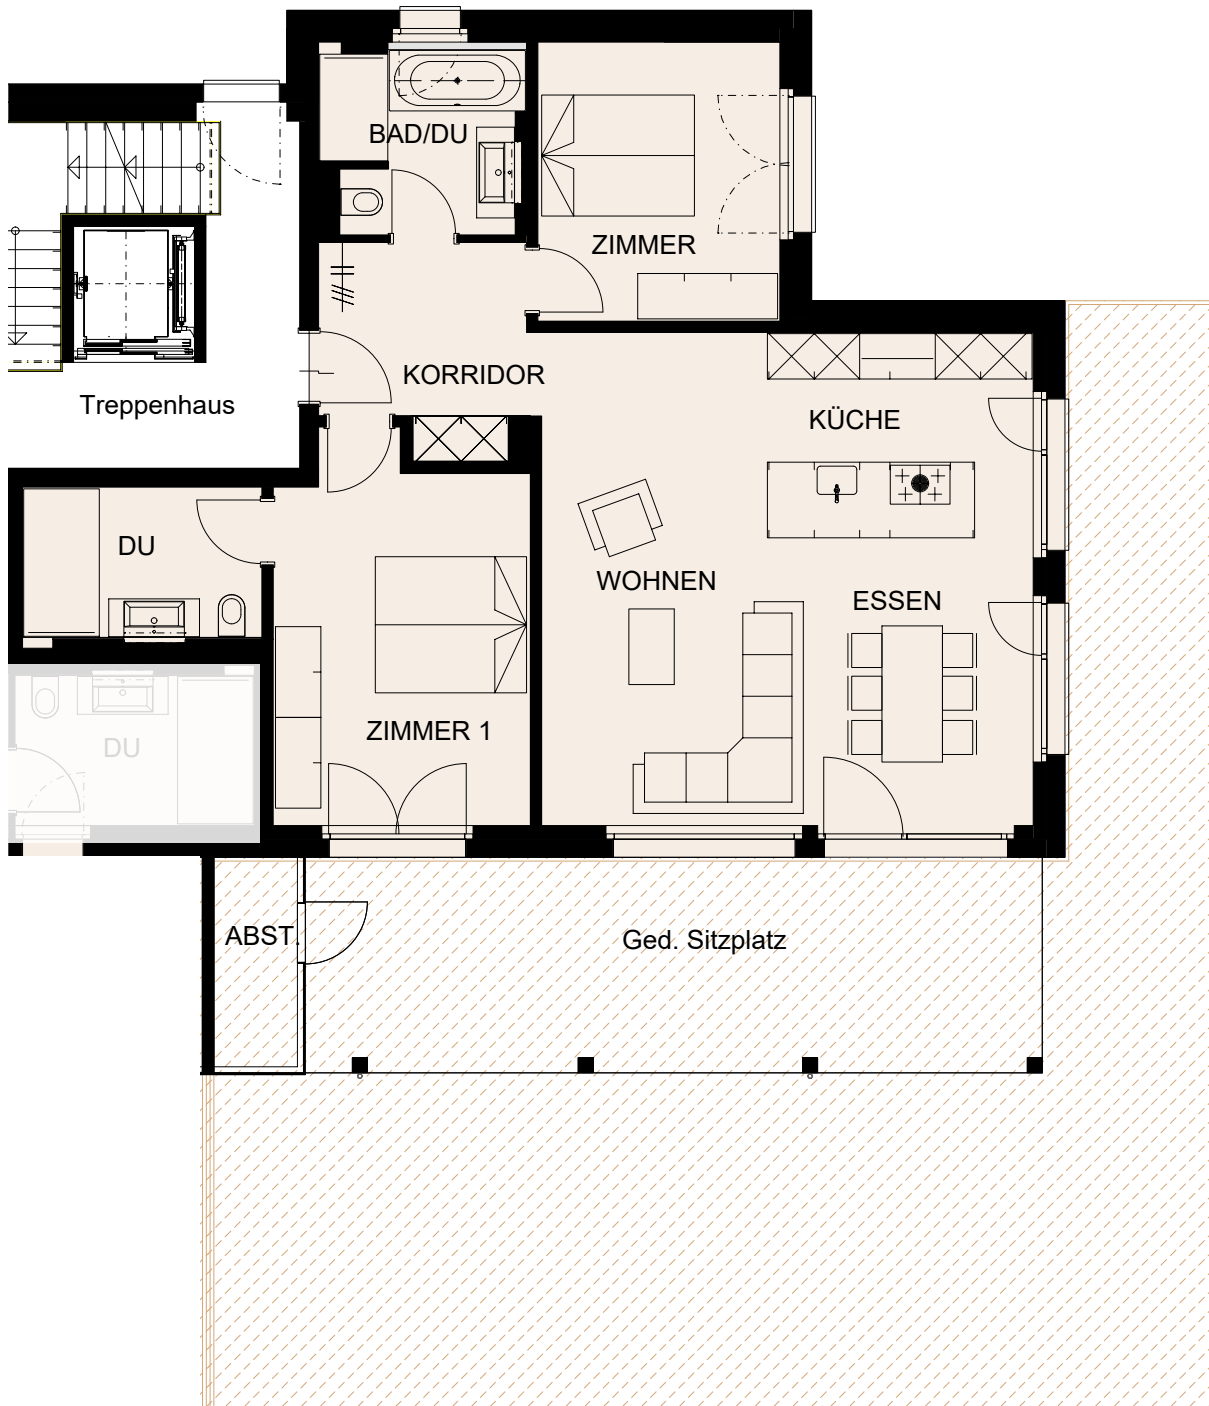 BAD/DU
ZIMMER
KORRIDOR
Treppenhaus
KÜCHE
DU
WOHNEN
ESSEN
ZIMMER 1
DU
ABST.
Ged. Sitzplatz